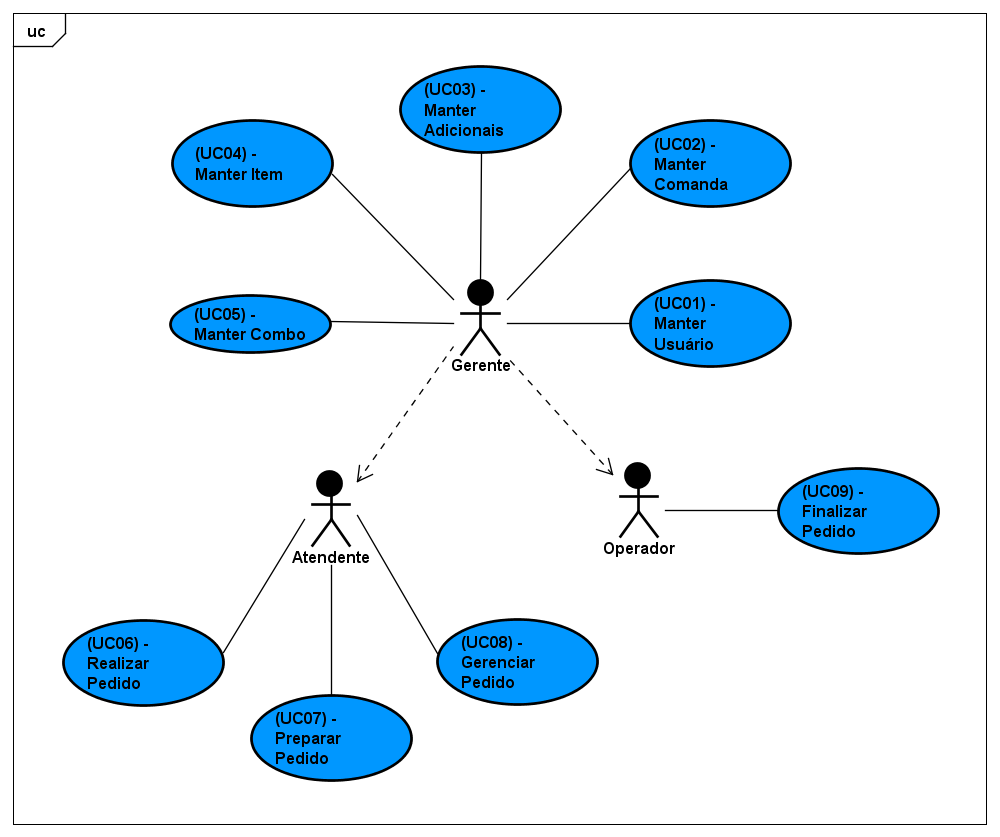 uc
(UC03) -
Manter
Adicionais
(UC04) -
Manter Item
(UC02) -
Manter
Comanda
(UC05) -
Manter Combo
(UC01) -
Manter
Usuário
Gerente
Atendente
Operador
(UC09) -
Finalizar
Pedido
(UC06) -
Realizar
Pedido
(UC08) -
Gerenciar
Pedido
(UC07) -
Preparar
Pedido